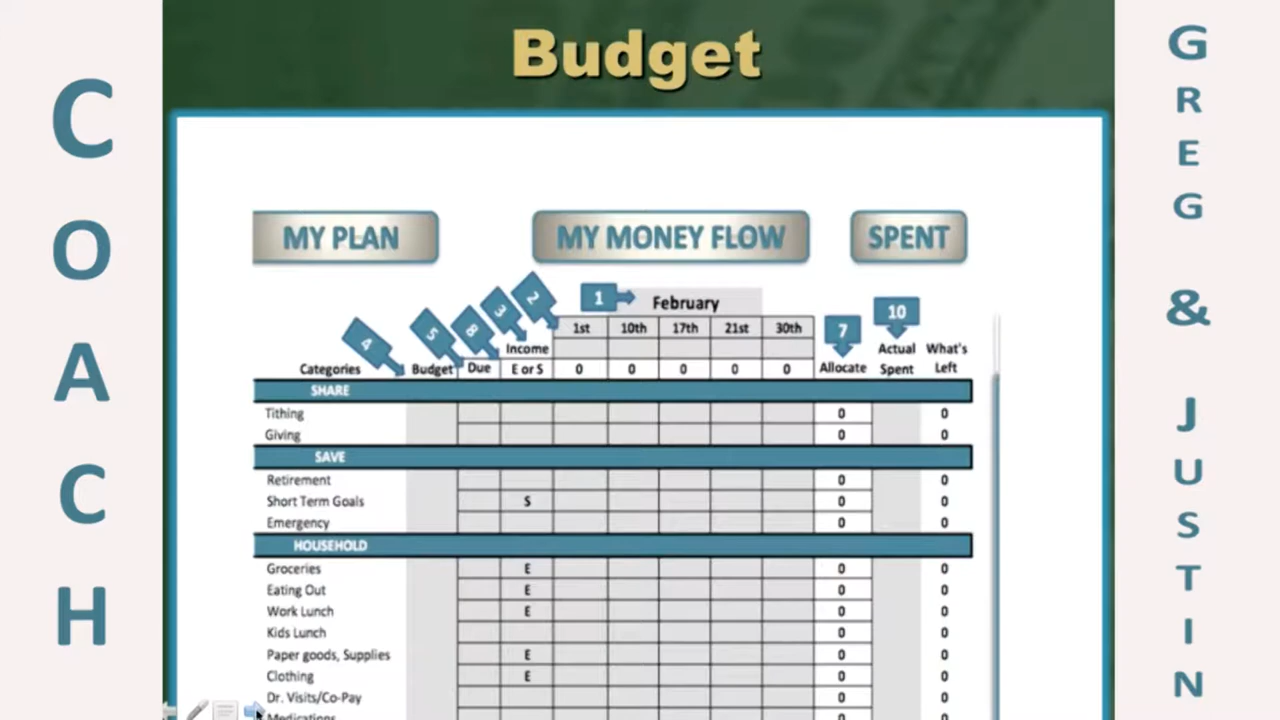 Budget
COACH
GREG & JUSTIN
MY PLAN
MY MONEY FLOW
SPENT
1 February
4 5 8 3 2
1st 10th 17th 21st 30th
7 10
Income Actual What's
Categories Budget Due E or S 0 0 0 0 0 Allocate Spent Left
SHARE
Tithing 0 0
Giving 0 0
SAVE
Retirement 0 0
Short Term Goals S 0 0
Emergency 0 0
HOUSEHOLD
Groceries E 0 0
Eating Out E 0 0
Work Lunch E 0 0
Kids Lunch 0 0
Paper goods, Supplies E 0 0
Clothing E 0 0
Dr. Visits/Co-Pay 0 0
Medications 0 0